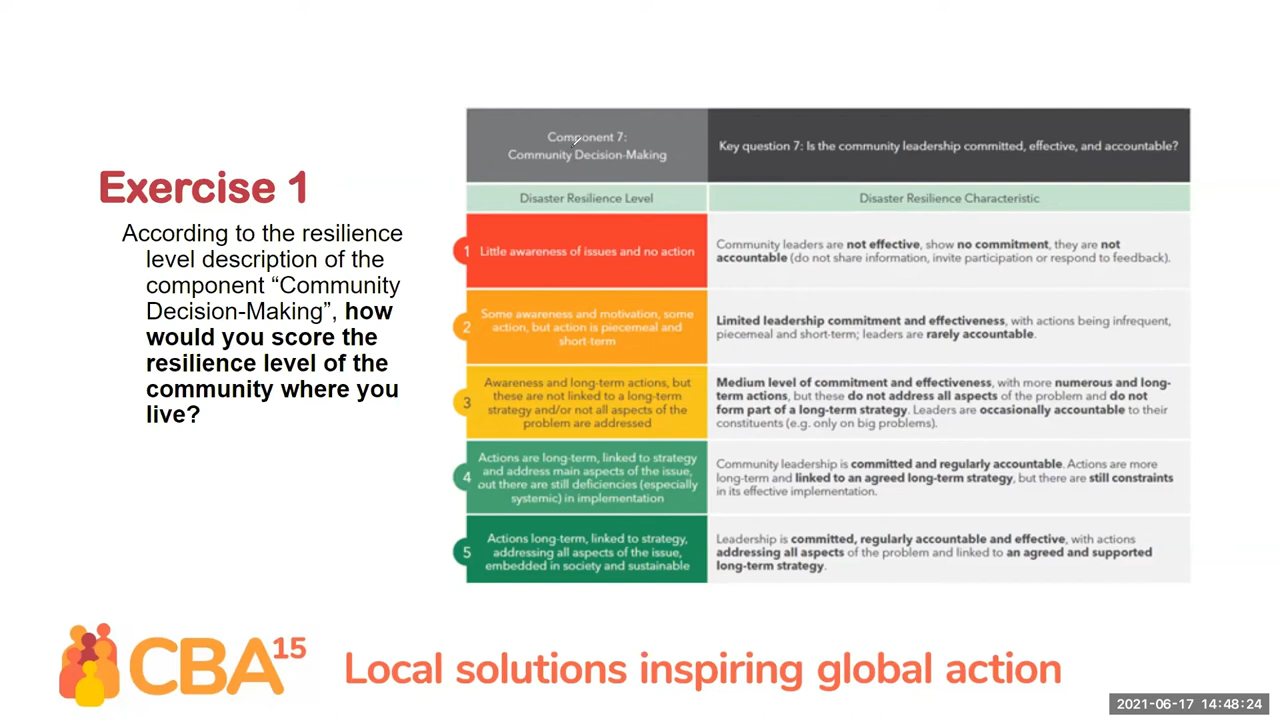 Exercise 1
According to the resilience
level description of the
component “Community
Decision-Making”, how
would you score the
resilience level of the
community where you
live?
Component 7:
Community Decision-Making
Key question 7: Is the community leadership committed, effective, and accountable?
Disaster Resilience Level
Disaster Resilience Characteristic
1
Little awareness of issues and no action
Community leaders are not effective, show no commitment, they are not
accountable (do not share information, invite participation or respond to feedback).
2
Some awareness and motivation, some
action, but action is piecemeal and
short-term
Limited leadership commitment and effectiveness, with actions being infrequent,
piecemeal and short-term; leaders are rarely accountable.
3
Awareness and long-term actions, but
these are not linked to a long-term
strategy and/or not all aspects of the
problem are addressed
Medium level of commitment and effectiveness, with more numerous and long-
term actions, but these do not address all aspects of the problem and do not
form part of a long-term strategy. Leaders are occasionally accountable to their
constituents (e.g. only on big problems).
4
Actions are long-term, linked to strategy
and address main aspects of the issue,
but there are still deficiencies (especially
systemic) in implementation
Community leadership is committed and regularly accountable. Actions are more
long-term and linked to an agreed long-term strategy, but there are still constraints
in its effective implementation.
5
Actions long-term, linked to strategy,
addressing all aspects of the issue,
embedded in society and sustainable
Leadership is committed, regularly accountable and effective, with actions
addressing all aspects of the problem and linked to an agreed and supported
long-term strategy.
CBA15
Local solutions inspiring global action
2021-06-17 14:48:24